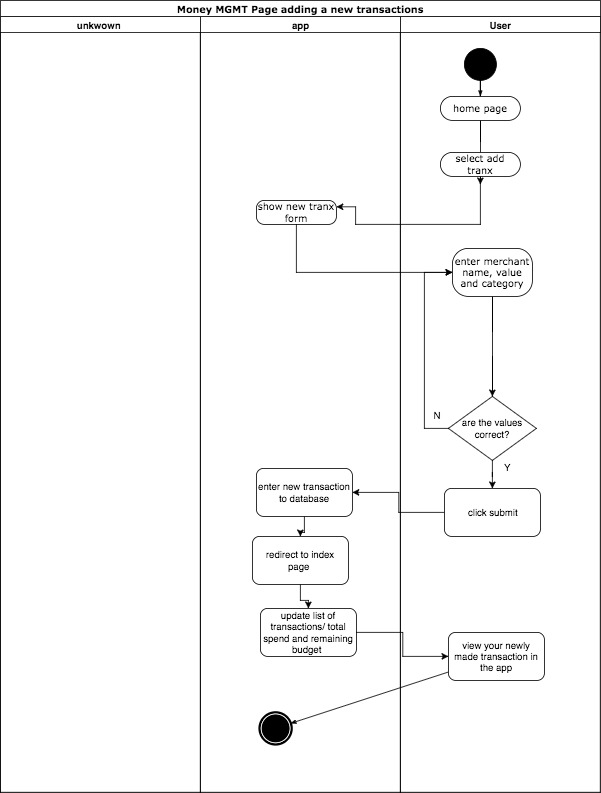 Money MGMT Page adding a new transactions
unkwown
app
User
home page
select add
tranx
show new tranx
form
enter merchant
name, value
and category
N
are the values
correct?
Y
enter new transaction
to database
click submit
redirect to index
page
update list of
transactions/ total
spend and remaining
budget
view your newly
made transaction in
the app